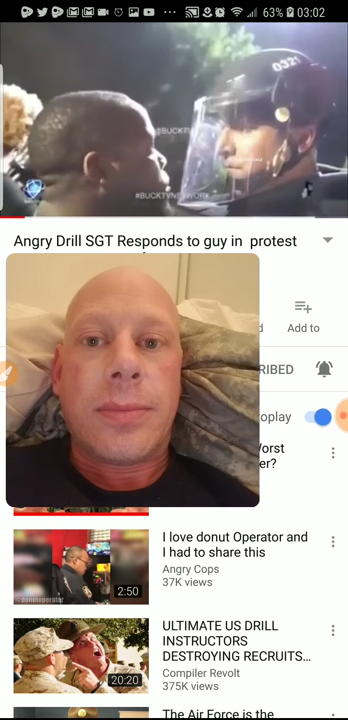 63% 03:02
0321
#BUCKTVNETWORK
Angry Drill SGT Responds to guy in protest
d
Add to
RIBED
oplay
Worst
er?
I love donut Operator and
I had to share this
Angry Cops
37K views
2:50
ULTIMATE US DRILL
INSTRUCTORS
DESTROYING RECRUITS...
Compiler Revolt
375K views
20:20
The Air Force is the